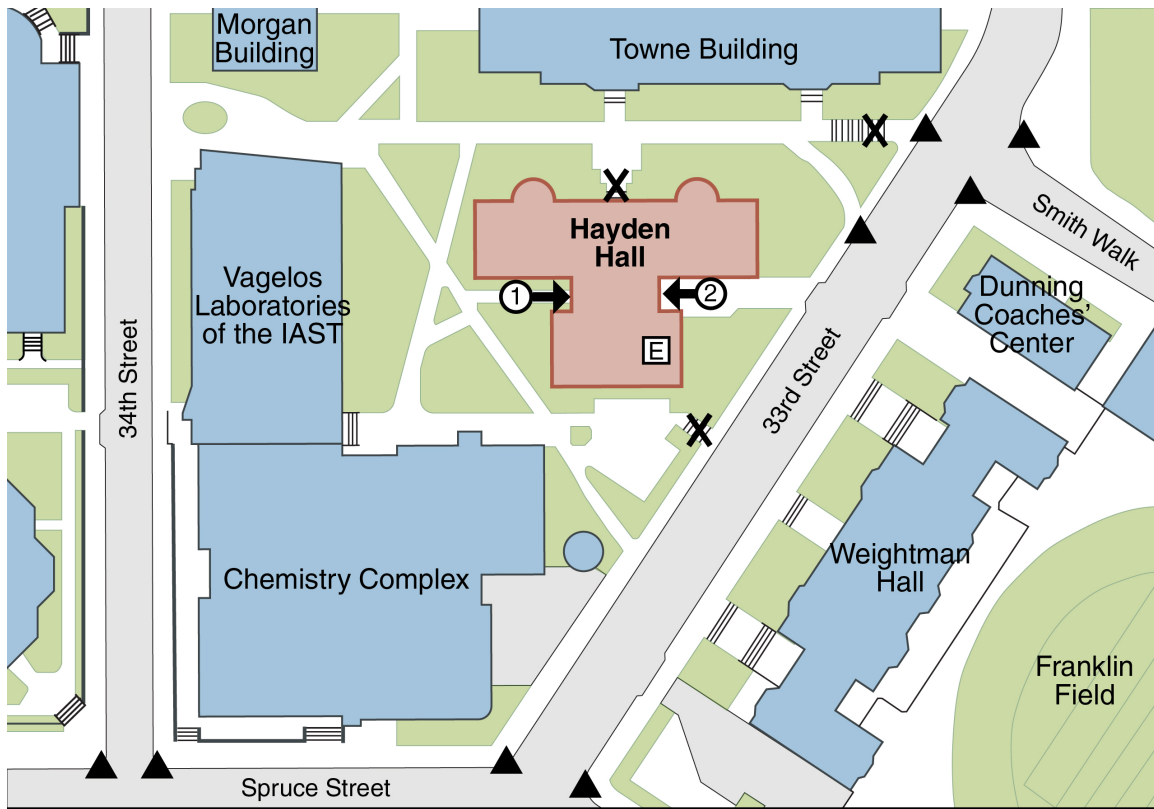 Morgan
Building
Towne Building
Hayden
Hall
Smith Walk
Vagelos
Laboratories
of the IAST
1
2
E
Dunning
Coaches'
Center
34th Street
33rd Street
Chemistry Complex
Weightman
Hall
Franklin
Field
Spruce Street